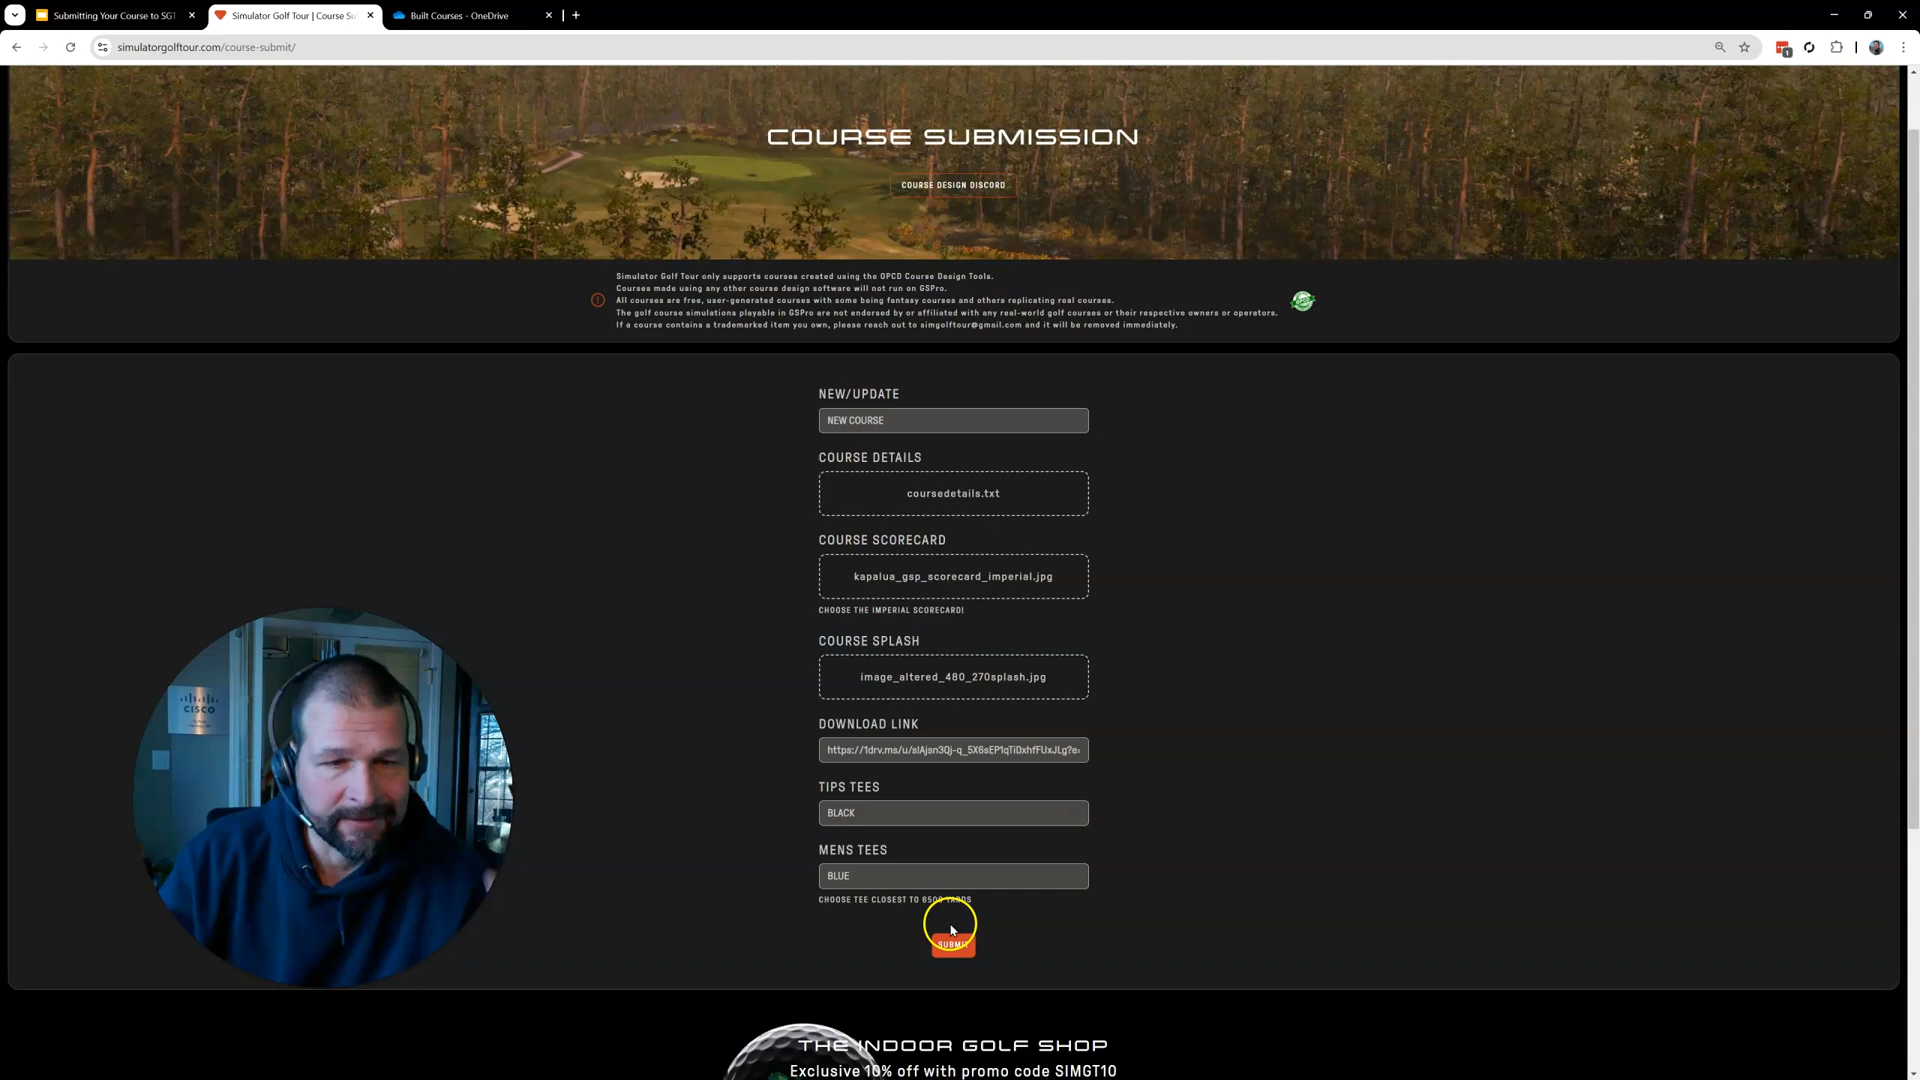 Submitting Your Course to SGT
Simulator Golf Tour | Course Su
Built Courses - OneDrive
simulatorgolftour.com/course-submit/
COURSE SUBMISSION
COURSE DESIGN DISCORD
Simulator Golf Tour only supports courses created using the OPCD Course Design Tools.
Courses made using any other course design software will not run on GSPro.
All courses are free, user-generated courses with some being fantasy courses and others replicating real courses.
The golf course simulations playable in GSPro are not endorsed by or affiliated with any real-world golf courses or their respective owners or operators.
If a course contains a trademarked item you own, please reach out to simgolftour@gmail.com and it will be removed immediately.
NEW/UPDATE
NEW COURSE
COURSE DETAILS
coursedetails.txt
COURSE SCORECARD
kapalua_gsp_scorecard_imperial.jpg
CHOOSE THE IMPERIAL SCORECARD!
COURSE SPLASH
image_altered_480_270splash.jpg
DOWNLOAD LINK
TIPS TEES
BLACK
MENS TEES
BLUE
CHOOSE TEE CLOSEST TO 6500 YARDS
SUBMIT
CISCO
THE INDOOR GOLF SHOP
Exclusive 10% off with promo code SIMGT10